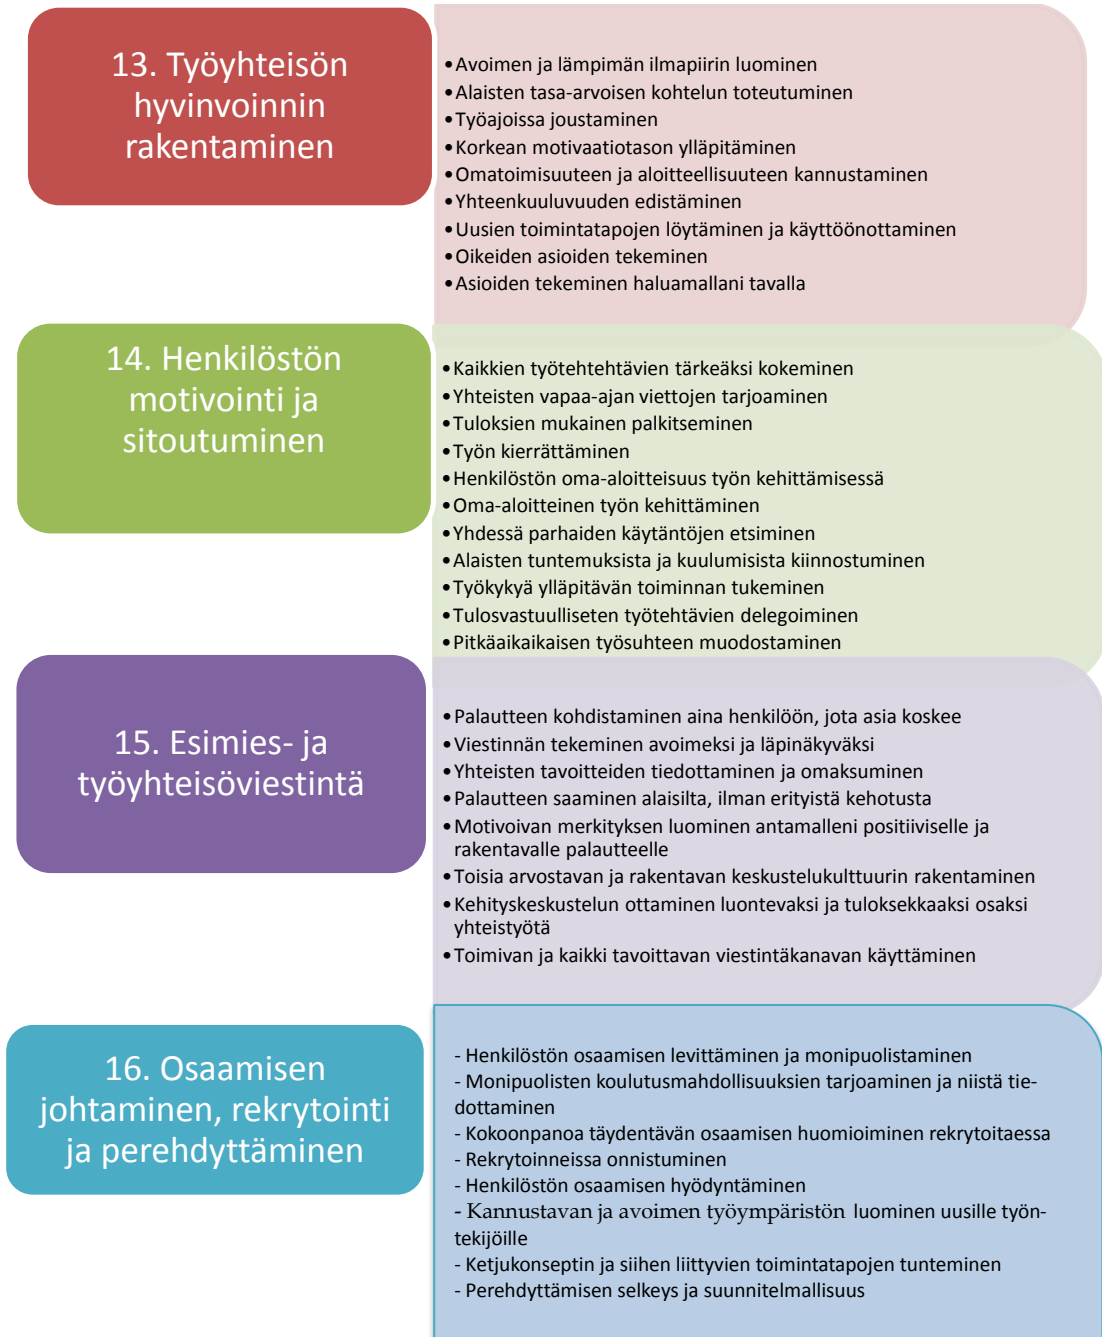 13. Työyhteisön
hyvinvoinnin
rakentaminen
•Avoimen ja lämpimän ilmapiirin luominen
•Alaisten tasa-arvoisen kohtelun toteutuminen
•Työajoissa joustaminen
•Korkean motivaatiotason ylläpitäminen
•Omatoimisuuteen ja aloitteellisuuteen kannustaminen
•Yhteenkuuluvuuden edistäminen
•Uusien toimintatapojen löytäminen ja käyttöönottaminen
•Oikeiden asioiden tekeminen
•Asioiden tekeminen haluamallani tavalla
14. Henkilöstön
motivointi ja
sitoutuminen
•Kaikkien työtehtehtävien tärkeäksi kokeminen
•Yhteisten vapaa-ajan viettojen tarjoaminen
•Tuloksien mukainen palkitseminen
•Työn kierrättäminen
•Henkilöstön oma-aloitteisuus työn kehittämisessä
•Oma-aloitteinen työn kehittäminen
•Yhdessä parhaiden käytäntöjen etsiminen
•Alaisten tuntemuksista ja kuulumisista kiinnostuminen
•Työkykyä ylläpitävän toiminnan tukeminen
•Tulosvastuulliseten työtehtävien delegoiminen
•Pitkäaikaikaisen työsuhteen muodostaminen
15. Esimies- ja
työyhteisöviestintä
•Palautteen kohdistaminen aina henkilöön, jota asia koskee
•Viestinnän tekeminen avoimeksi ja läpinäkyväksi
•Yhteisten tavoitteiden tiedottaminen ja omaksuminen
•Palautteen saaminen alaisilta, ilman erityistä kehotusta
•Motivoivan merkityksen luominen antamalleni positiiviselle ja
rakentavalle palautteelle
•Toisia arvostavan ja rakentavan keskustelukulttuurin rakentaminen
•Kehityskeskustelun ottaminen luontevaksi ja tuloksekkaaksi osaksi
yhteistyötä
•Toimivan ja kaikki tavoittavan viestintäkanavan käyttäminen
16. Osaamisen
johtaminen, rekrytointi
ja perehdyttäminen
- Henkilöstön osaamisen levittäminen ja monipuolistaminen
- Monipuolisten koulutusmahdollisuuksien tarjoaminen ja niistä tie-
dottaminen
- Kokoonpanoa täydentävän osaamisen huomioiminen rekrytoitaessa
- Rekrytoinneissa onnistuminen
- Henkilöstön osaamisen hyödyntäminen
- Kannustavan ja avoimen työympäristön luominen uusille työn-
tekijöille
- Ketjukonseptin ja siihen liittyvien toimintatapojen tunteminen
- Perehdyttämisen selkeys ja suunnitelmallisuus